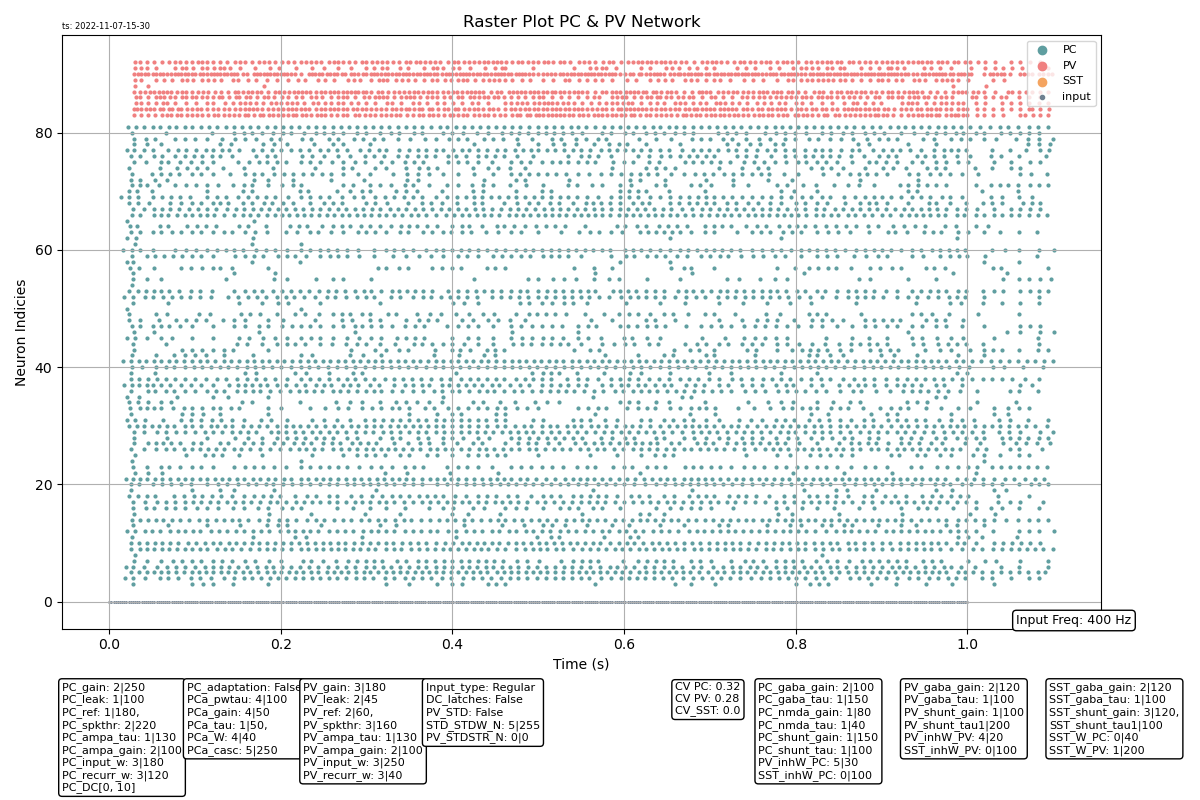 ts: 2022-11-07-15-30
Raster Plot PC & PV Network
PC
PV
SST
input
80
60
40
20
0
Neuron Indicies
0.0
0.2
0.4
0.6
0.8
1.0
Time (s)
Input Freq: 400 Hz
PC_gain: 2|250
PC_leak: 1|100
PC_ref: 1|180,
PC_spkthr: 2|220
PC_ampa_tau: 1|130
PC_ampa_gain: 2|100
PC_input_w: 3|180
PC_recurr_w: 3|120
PC_DC[0, 10]
PC_adaptation: False
PCa_pwtau: 4|100
PCa_gain: 4|50
PCa_tau: 1|50,
PCa_W: 4|40
PCa_casc: 5|250
PV_gain: 3|180
PV_leak: 2|45
PV_ref: 2|60,
PV_spkthr: 3|160
PV_ampa_tau: 1|130
PV_ampa_gain: 2|100
PV_input_w: 3|250
PV_recurr_w: 3|40
Input_type: Regular
DC_latches: False
PV_STD: False
STD_STDW_N: 5|255
PV_STDSTR_N: 0|0
CV PC: 0.32
CV PV: 0.28
CV_SST: 0.0
PC_gaba_gain: 2|100
PC_gaba_tau: 1|150
PC_nmda_gain: 1|80
PC_nmda_tau: 1|40
PC_shunt_gain: 1|150
PC_shunt_tau: 1|100
PV_inhW_PC: 5|30
SST_inhW_PC: 0|100
PV_gaba_gain: 2|120
PV_gaba_tau: 1|100
PV_shunt_gain: 1|100
PV_shunt_tau1|200
PV_inhW_PV: 4|20
SST_inhW_PV: 0|100
SST_gaba_gain: 2|120
SST_gaba_tau: 1|100
SST_shunt_gain: 3|120,
SST_shunt_tau1|100
SST_W_PC: 0|40
SST_W_PV: 1|200